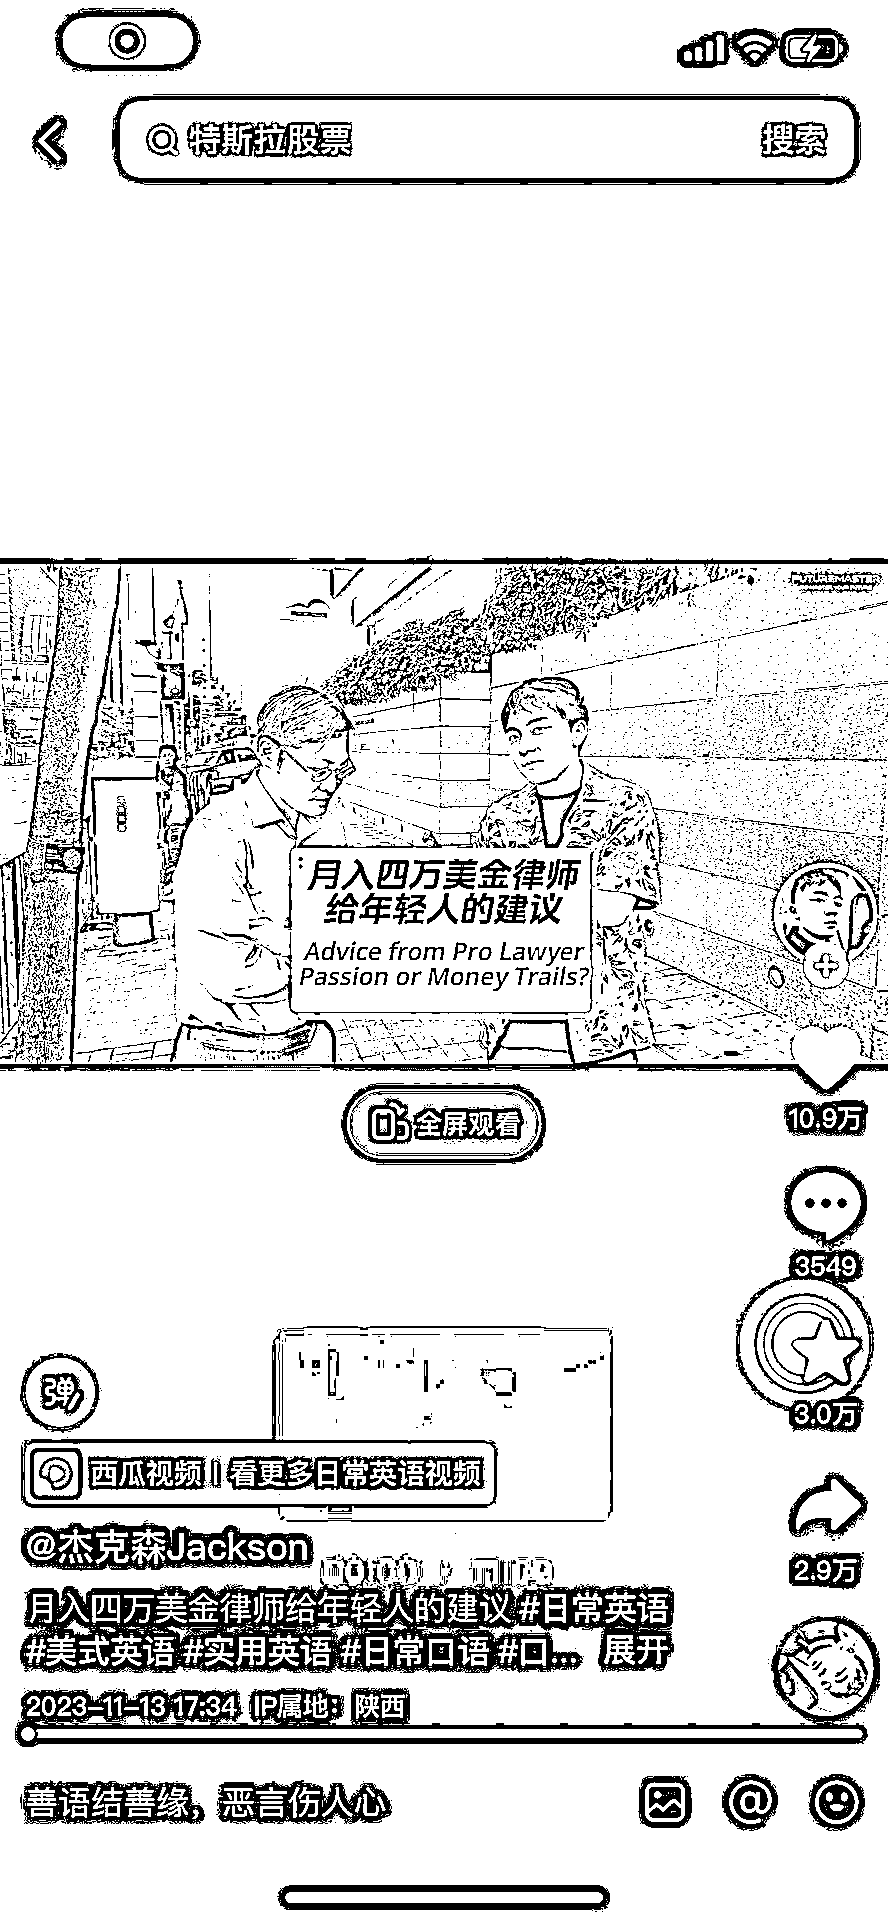 特斯拉股票 搜索
FUTUREMASTER
月入四万美金律师
给年轻人的建议
Advice from Pro Lawyer
Passion or Money Trails?
全屏观看
10.9万
3549
3.0万
弹
西瓜视频 | 看更多日常英语视频
@杰克森Jackson
2.9万
月入四万美金律师给年轻人的建议 #日常英语
#美式英语 #实用英语 #日常口语 #口... 展开
2023-11-13 17:34 IP属地：陕西
善语结善缘，恶言伤人心